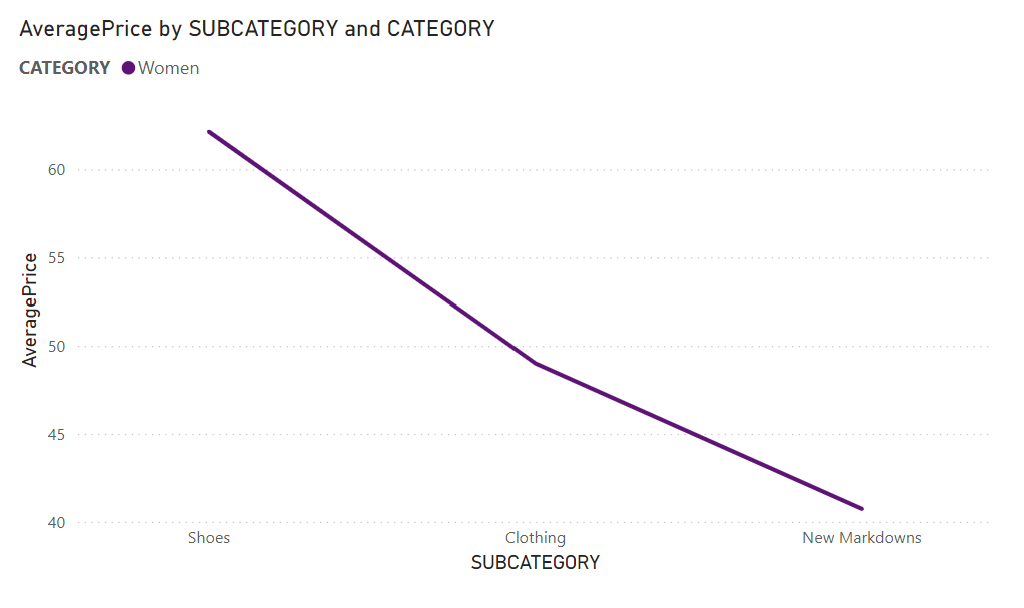 AveragePrice by SUBCATEGORY and CATEGORY
CATEGORY Women
60
55
50
45
40
AveragePrice
Shoes Clothing New Markdowns
SUBCATEGORY